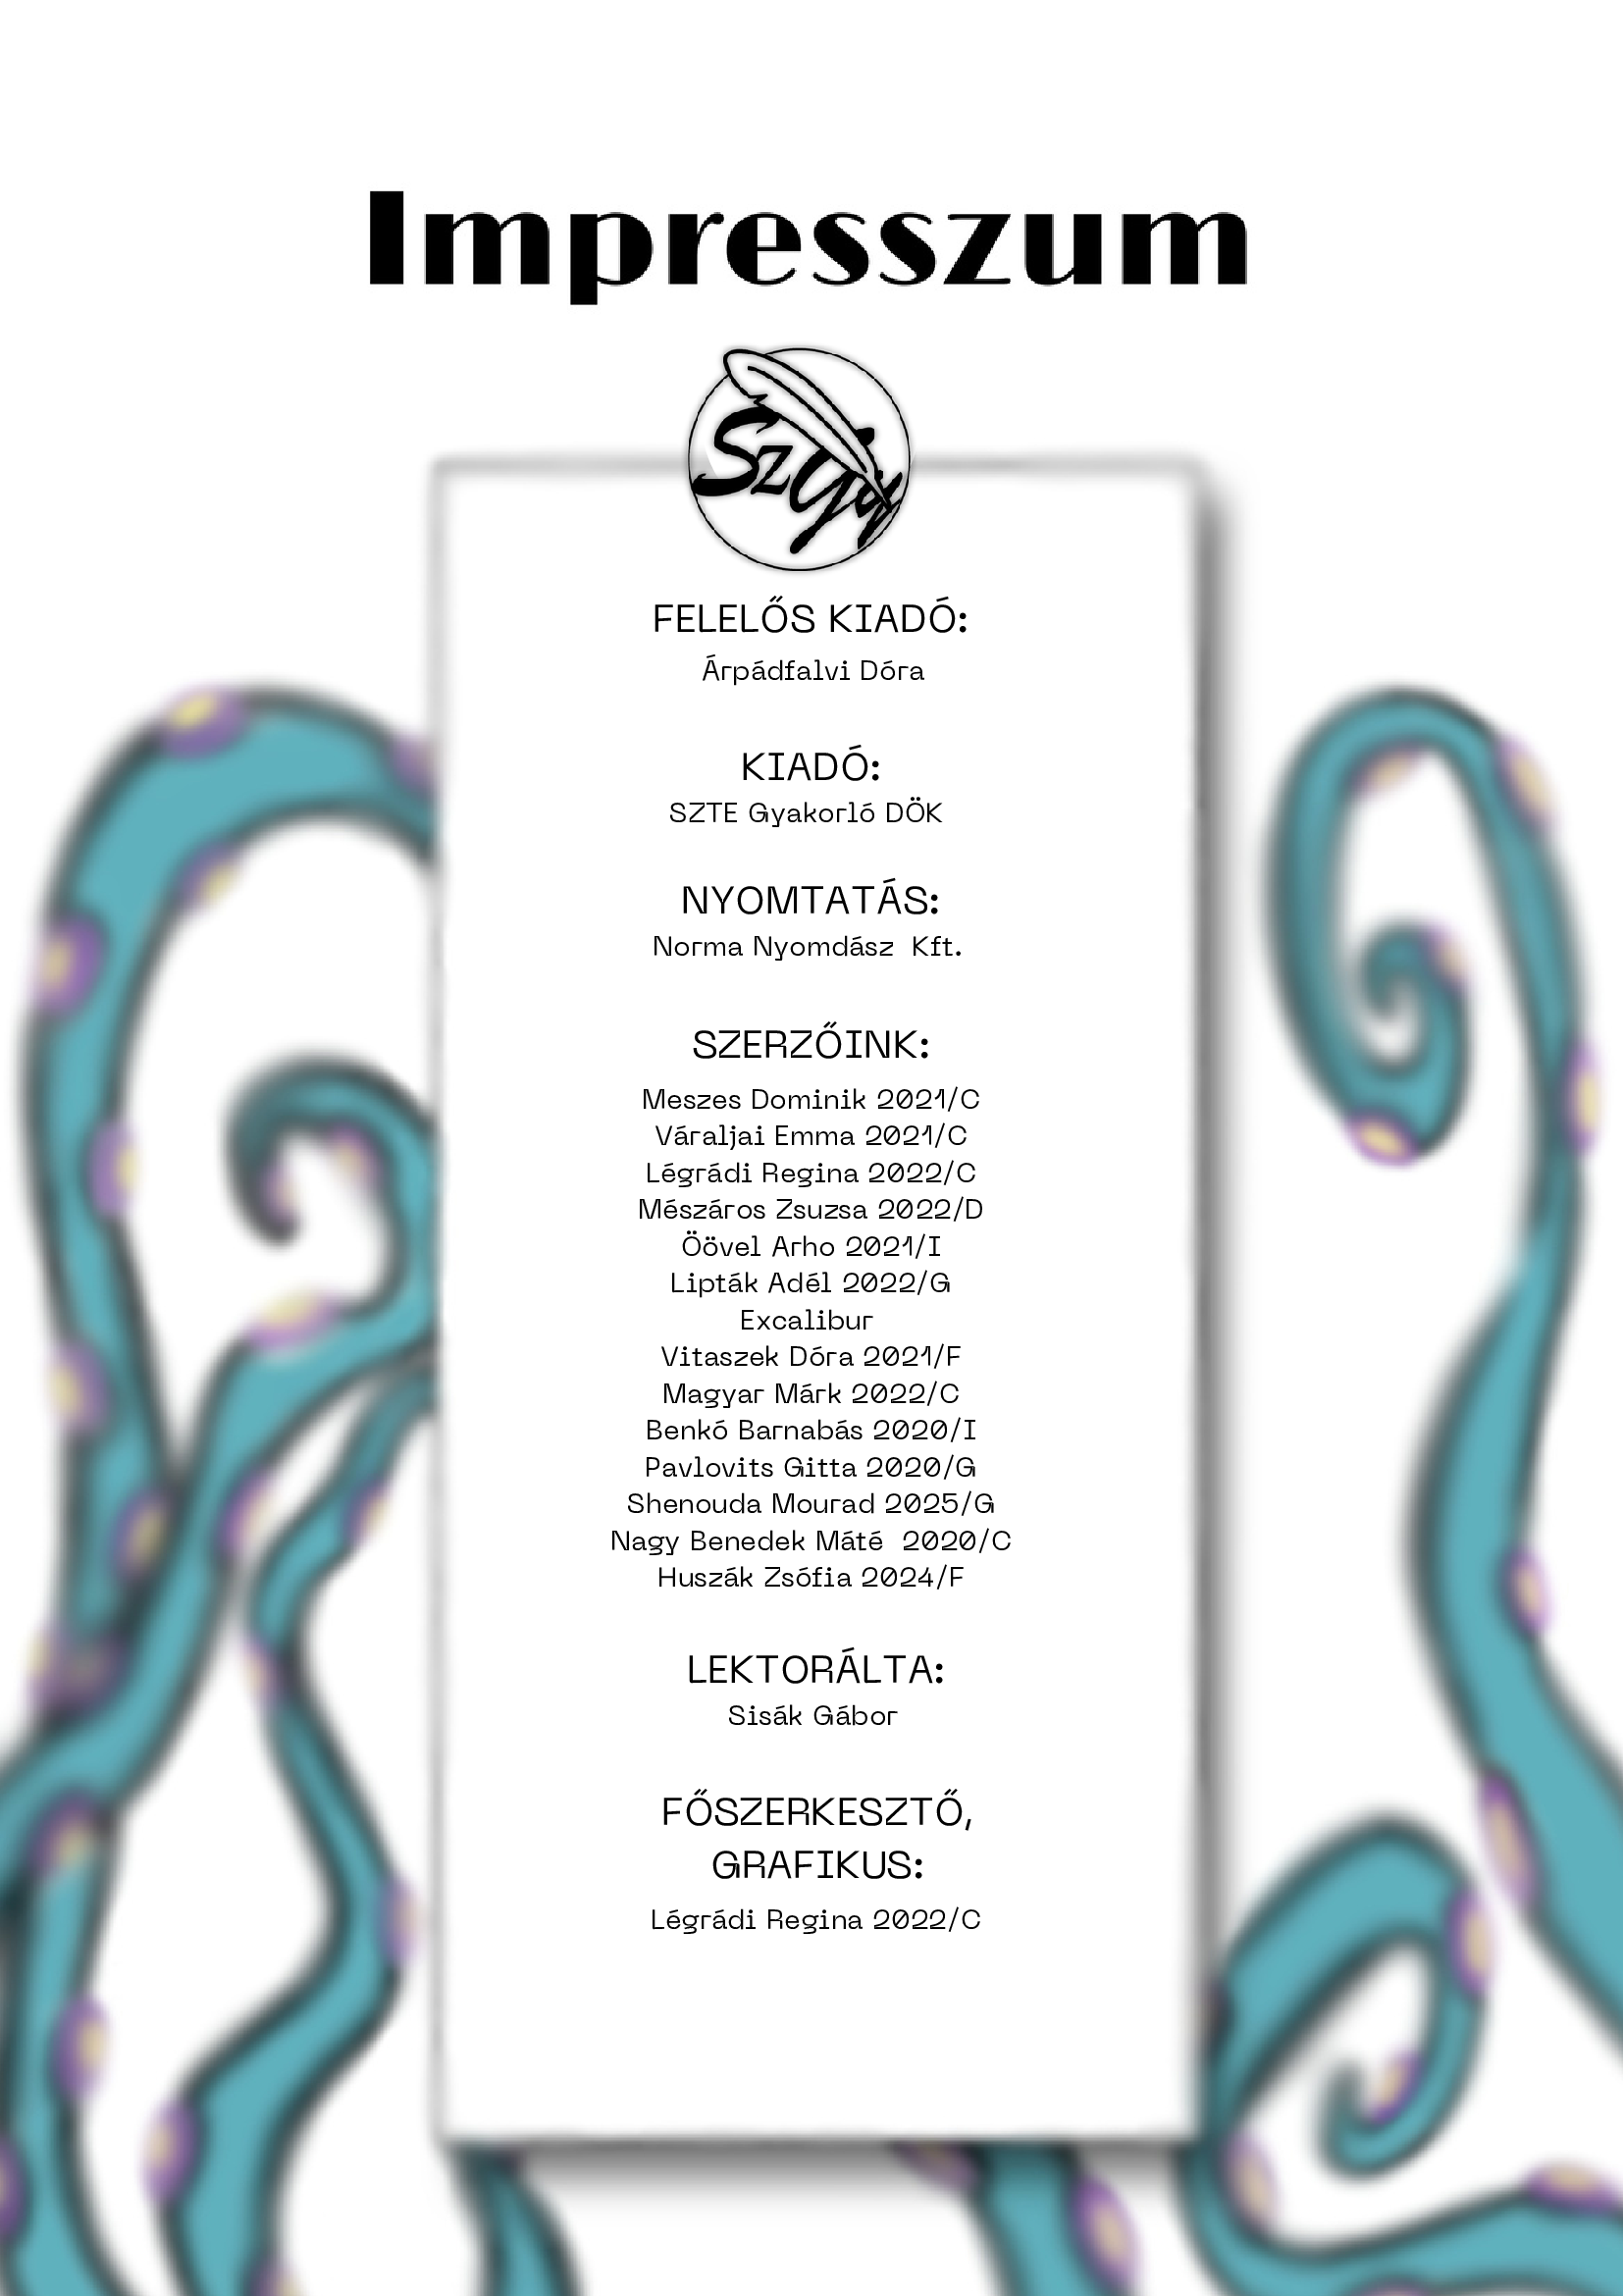 Impresszum
SzGy
FELELŐS KIADÓ:
Árpádfalvi Dóra
KIADÓ:
SZTE Gyakorló DÖK
NYOMTATÁS:
Norma Nyomdász Kft.
SZERZŐINK:
Meszes Dominik 2021/C
Váraljai Emma 2021/C
Légrádi Regina 2022/C
Mészáros Zsuzsa 2022/D
Öövel Arho 2021/I
Lipták Adél 2022/G
Excalibur
Vitaszek Dóra 2021/F
Magyar Márk 2022/C
Benkó Barnabás 2020/I
Pavlovits Gitta 2020/G
Shenouda Mourad 2025/G
Nagy Benedek Máté 2020/C
Huszák Zsófia 2024/F
LEKTORÁLTA:
Sisák Gábor
FŐSZERKESZTŐ,
GRAFIKUS:
Légrádi Regina 2022/C